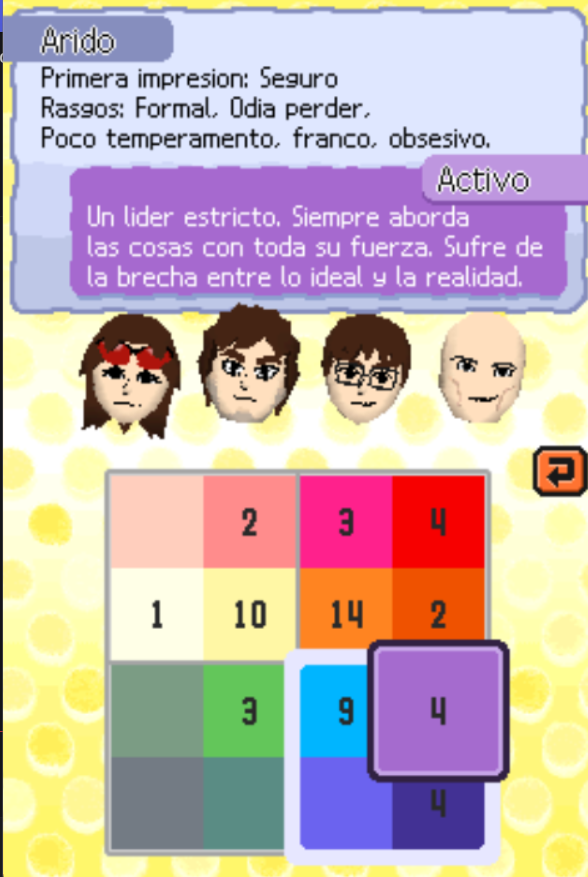 Arido
Primera impresion: Seguro
Rasgos: Formal, Odia perder,
Poco temperamento, franco, obsesivo.
Activo
Un lider estricto. Siempre aborda
las cosas con toda su fuerza. Sufre de
la brecha entre lo ideal y la realidad.
2 3 4
1 10 14 2
3 9 4
4